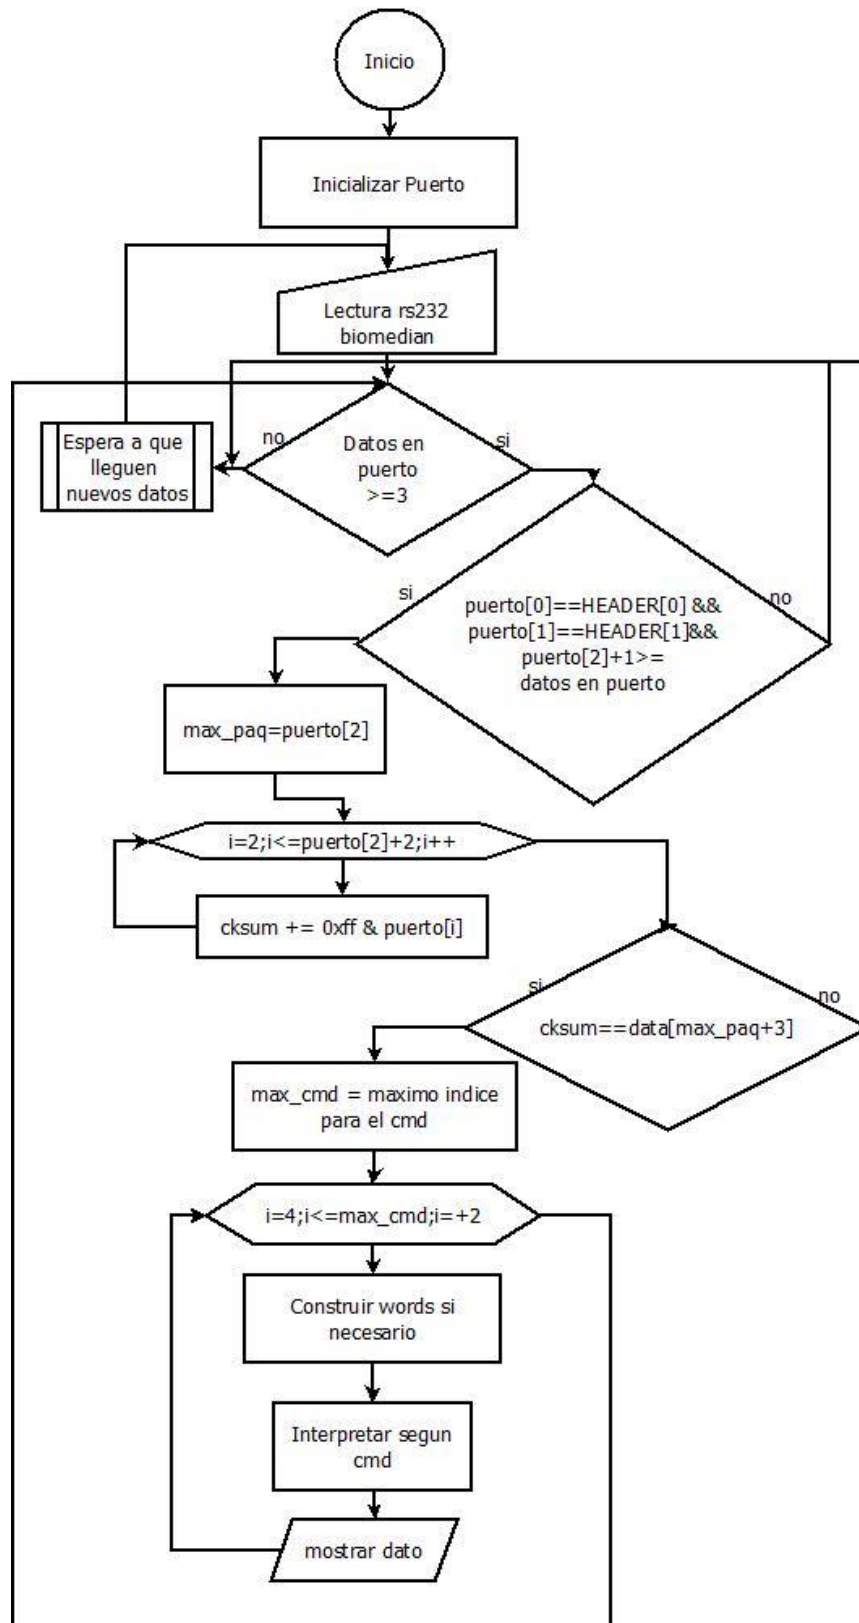 Inicio
Inicializar Puerto
Lectura rs232
biomedian
no
Datos en
puerto
>=3
si
Espera a que
lleguen
nuevos datos
si
puerto[0]==HEADER[0] &&
puerto[1]==HEADER[1]&&
puerto[2]+1>=
datos en puerto
no
max_paq=puerto[2]
i=2;i<=puerto[2]+2;i++
cksum += 0xff & puerto[i]
si
cksum==data[max_paq+3]
no
max_cmd = maximo indice
para el cmd
i=4;i<=max_cmd;i=+2
Construir words si
necesario
Interpretar segun
cmd
mostrar dato